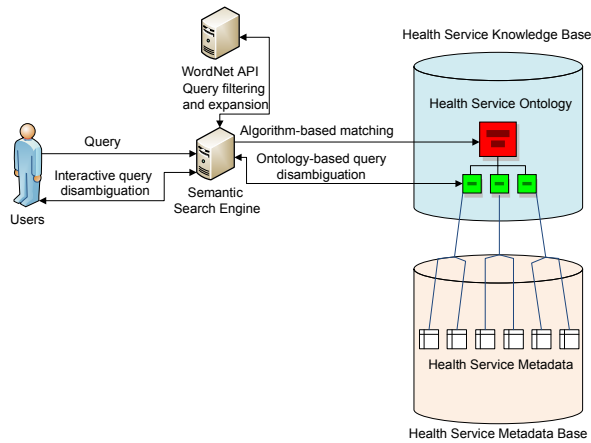 Health Service Knowledge Base
WordNet API
Query filtering
and expansion
Health Service Ontology
Query
Algorithm-based matching
Interactive query
disambiguation
Ontology-based query
disambiguation
Users
Semantic
Search Engine
Health Service Metadata
Health Service Metadata Base